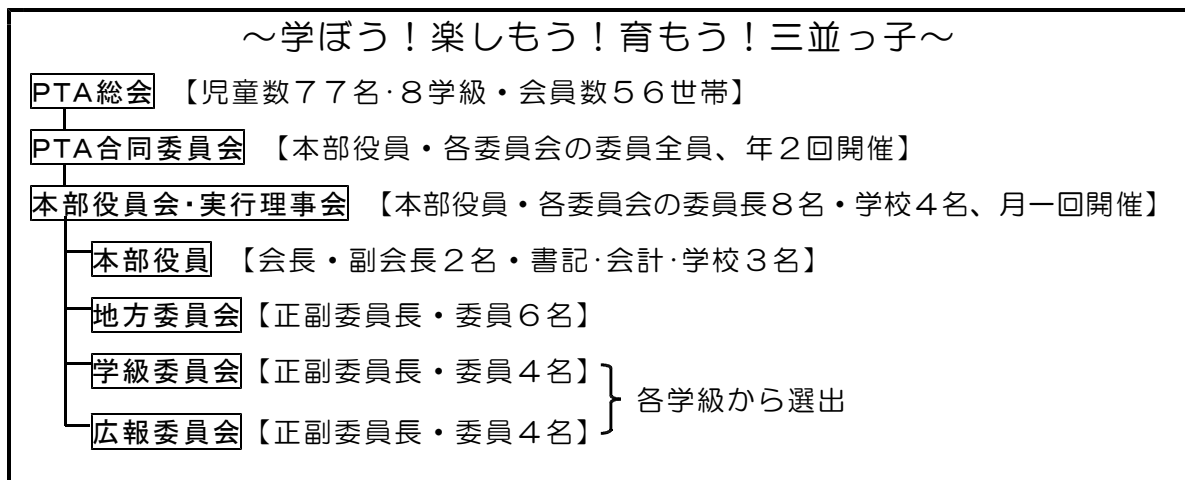 ～学ぼう！楽しもう！育もう！三並っ子～
PTA総会 【児童数７７名･８学級・会員数５６世帯】
PTA合同委員会 【本部役員・各委員会の委員全員、年２回開催】
本部役員会･実行理事会 【本部役員・各委員会の委員長８名・学校４名、月一回開催】
本部役員 【会長・副会長２名・書記･会計･学校３名】
地方委員会【正副委員長・委員６名】
学級委員会【正副委員長・委員４名】
各学級から選出
広報委員会【正副委員長・委員４名】